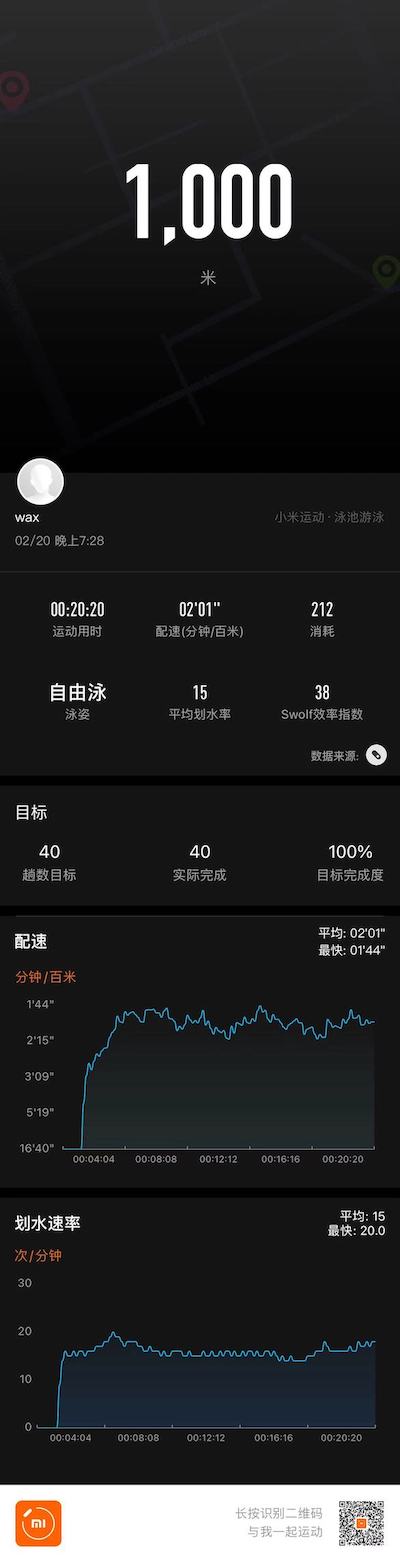 1,000
米
wax
小米运动 · 泳池游泳
02/20 晚上7:28
00:20:20
02'01"
212
运动用时
配速(分钟/百米)
消耗
自由泳
15
38
泳姿
平均划水率
Swolf效率指数
数据来源:
目标
40
40
100%
趟数目标
实际完成
目标完成度
配速
平均: 02'01"
最快: 01'44"
分钟/百米
1'44"
2'15"
3'09"
5'19"
16'40"
00:04:04
00:08:08
00:12:12
00:16:16
00:20:20
划水速率
平均: 15
最快: 20.0
次/分钟
30
20
10
0
00:04:04
00:08:08
00:12:12
00:16:16
00:20:20
mi
长按识别二维码
与我一起运动